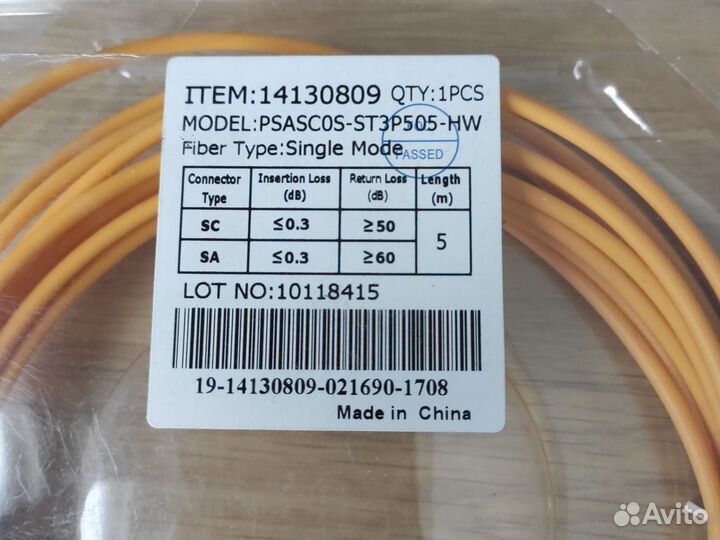 ITEM:14130809 QTY:1PCS
MODEL:PSASC0S-ST3P505-HW
Fiber Type:Single Mode
PASSED
Connector Type Insertion Loss (dB) Return Loss (dB) Length (m)
SC ≤0.3 ≥50 5
SA ≤0.3 ≥60
LOT NO:10118415
19-14130809-021690-1708
Made in China
Avito